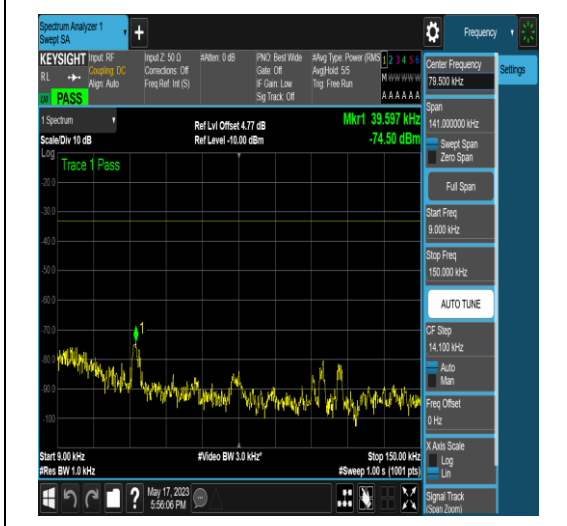 Spectrum Analyzer 1
Swept SA
+
Frequency
KEYSIGHT
Input: RF
Coupling: DC
Align: Auto
Input Z: 50 Ω
Corrections: Off
Freq Ref: Int (S)
#Atten: 0 dB
PNO: Best Wide
Gate: Off
IF Gain: Low
Sig Track: Off
#Avg Type: Power (RMS
Avg|Hold: 5/5
Trig: Free Run
1 2 3 4 5 6
M W W W W W
A A A A A A
RL
PASS
1 Spectrum
Scale/Div 10 dB
Ref Lvl Offset 4.77 dB
Ref Level -10.00 dBm
Mkr1 39.597 kHz
-74.50 dBm
Log
Trace 1 Pass
-20.0
-30.0
-40.0
-50.0
-60.0
-70.0
-80.0
-90.0
-100
1
Start 9.00 kHz
#Res BW 1.0 kHz
#Video BW 3.0 kHz*
Stop 150.00 kHz
#Sweep 1.00 s (1001 pts)
May 17, 2023
5:56:06 PM
?
Center Frequency
79.500 kHz
Settings
Span
141.000000 kHz
Swept Span
Zero Span
Full Span
Start Freq
9.000 kHz
Stop Freq
150.000 kHz
AUTO TUNE
CF Step
14.100 kHz
Auto
Man
Freq Offset
0 Hz
X Axis Scale
Log
Lin
Signal Track
(Span Zoom)